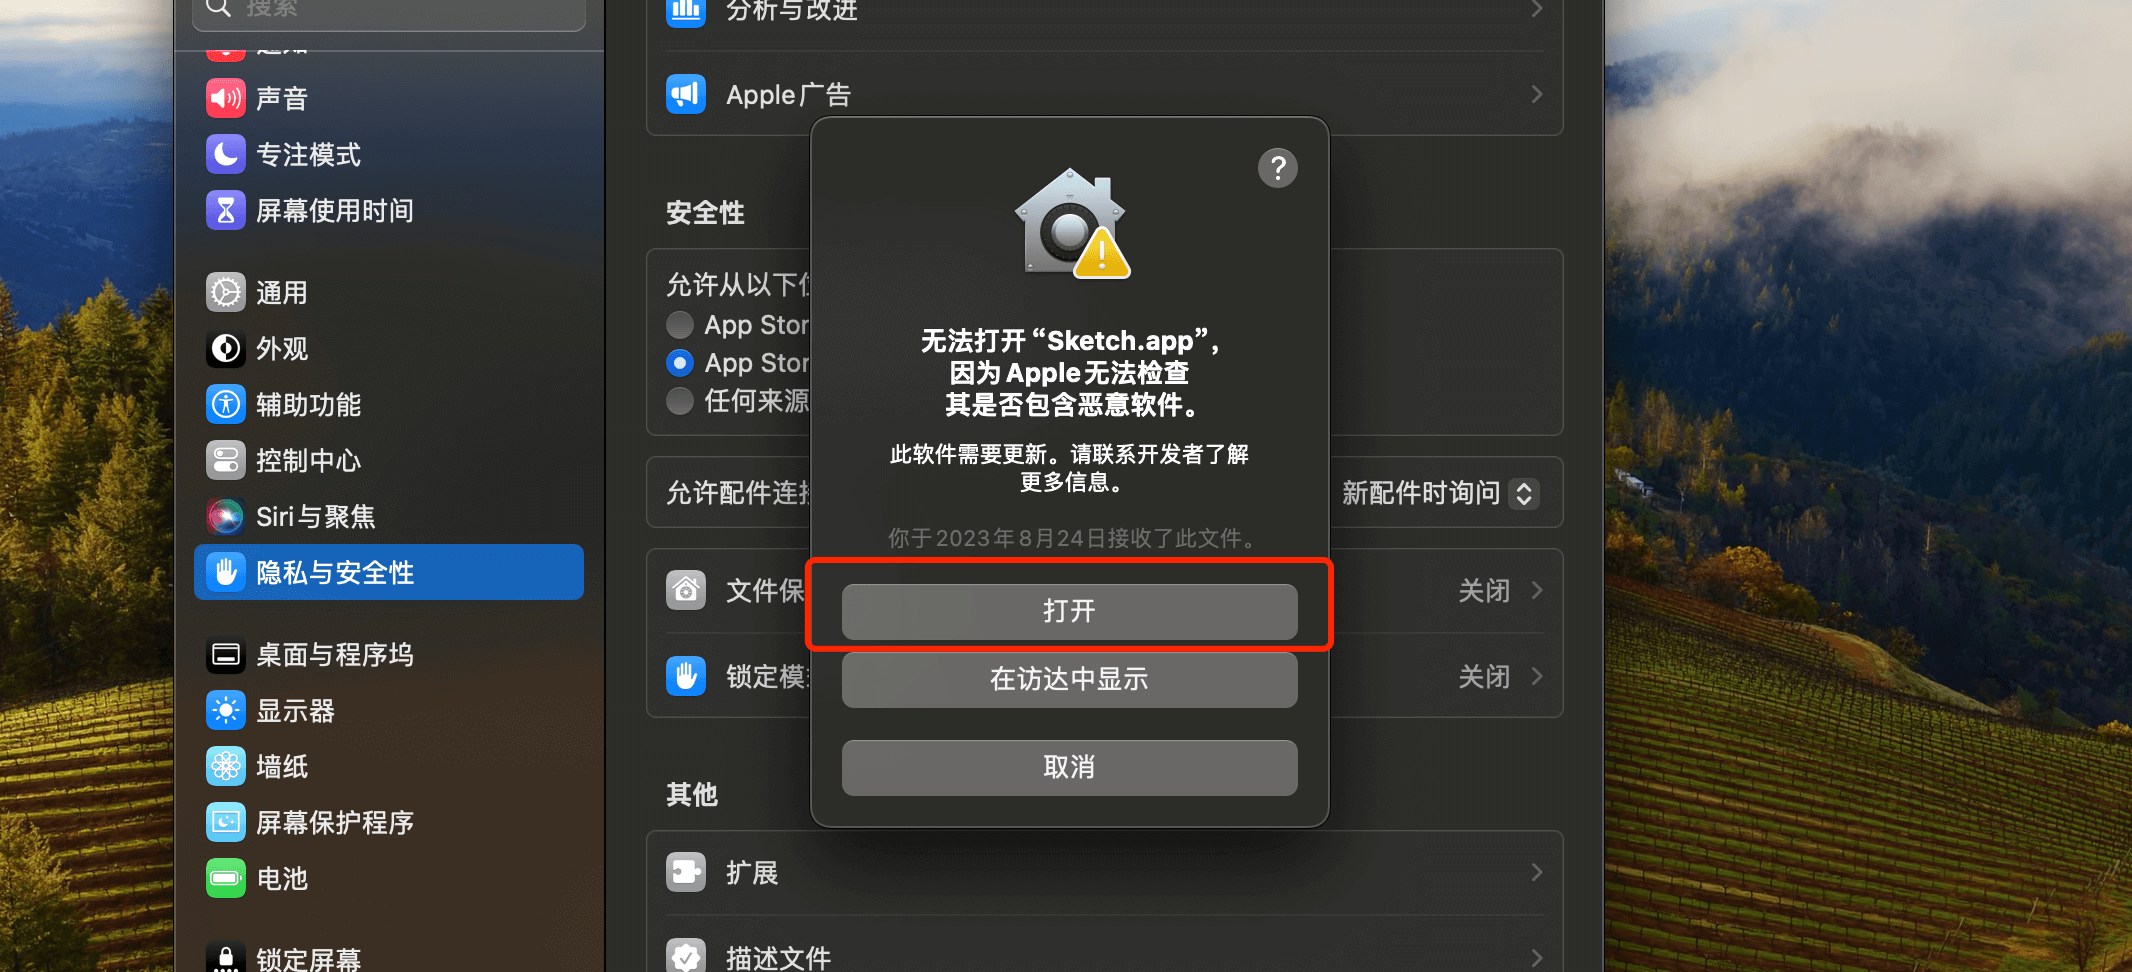 搜索
声音
专注模式
屏幕使用时间
通用
外观
辅助功能
控制中心
Siri与聚焦
隐私与安全性
桌面与程序坞
显示器
墙纸
屏幕保护程序
电池
锁定屏幕
分析与改进
Apple广告
安全性
允许从以下位
App Stor
App Stor
任何来源
允许配件连接
新配件时询问
文件保
关闭
锁定模
关闭
其他
扩展
描述文件
?
无法打开“Sketch.app”,
因为Apple无法检查
其是否包含恶意软件。
此软件需要更新。请联系开发者了解
更多信息。
你于2023年8月24日接收了此文件。
打开
在访达中显示
取消